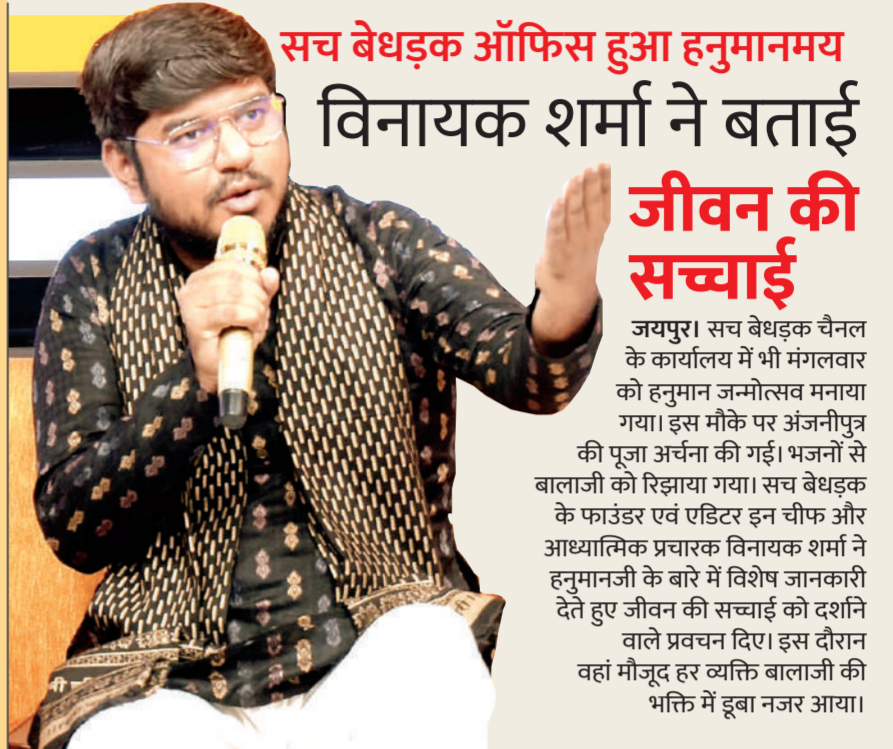 सच बेधड़क ऑफिस हुआ हनुमानमय
विनायक शर्मा ने बताई
जीवन की
सच्चाई
जयपुर। सच बेधड़क चैनल
के कार्यालय में भी मंगलवार
को हनुमान जन्मोत्सव मनाया
गया। इस मौके पर अंजनीपुत्र
की पूजा अर्चना की गई। भजनों से
बालाजी को रिझाया गया। सच बेधड़क
के फाउंडर एवं एडिटर इन चीफ और
आध्यात्मिक प्रचारक विनायक शर्मा ने
हनुमानजी के बारे में विशेष जानकारी
देते हुए जीवन की सच्चाई को दर्शाने
वाले प्रवचन दिए। इस दौरान
वहां मौजूद हर व्यक्ति बालाजी की
भक्ति में डूबा नजर आया।